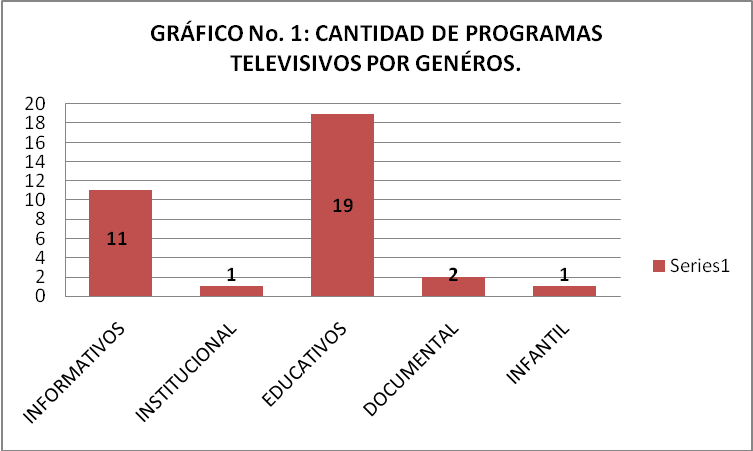 GRÁFICO No. 1: CANTIDAD DE PROGRAMAS
TELEVISIVOS POR GENÉROS.
20
18
16
14
12
10
8
6
4
2
0
11
1
19
2
1
INFORMATIVOS
INSTITUCIONAL
EDUCATIVOS
DOCUMENTAL
INFANTIL
Series1